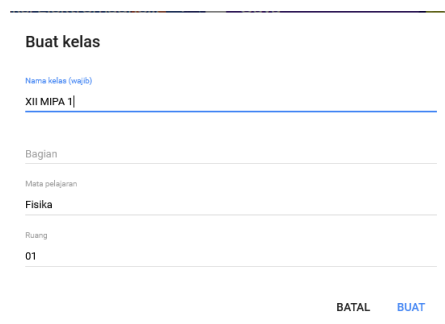 Buat kelas
Nama kelas (wajib)
XII MIPA 1
Bagian
Mata pelajaran
Fisika
Ruang
01
BATAL BUAT